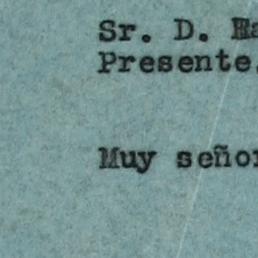 Sr. D.
Presente.
Muy señor